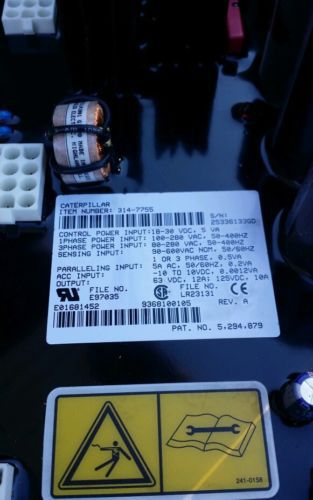 CATERPILLAR
ITEM NUMBER: 314-7755
S/N:
CONTROL POWER INPUT: 18-30 VDC, 5 VA
1PHASE POWER INPUT: 100-280 VAC, 50-400HZ
3PHASE POWER INPUT: 80-280 VAC, 50-400HZ
SENSING INPUT: 90-600VAC NOM, 50/60HZ
1 OR 3 PHASE, 0.5VA
PARALLELING INPUT: 5A AC, 50/60HZ, 0.2VA
ACC INPUT: -10 TO 10VDC, 0.0012VA
OUTPUT: 63 VDC, 12A; 125VDC, 10A
FILE NO.
E97035
FILE NO.
LR23131
E01681452
9368100105
REV. A
PAT. NO. 5,294,879
241-0158